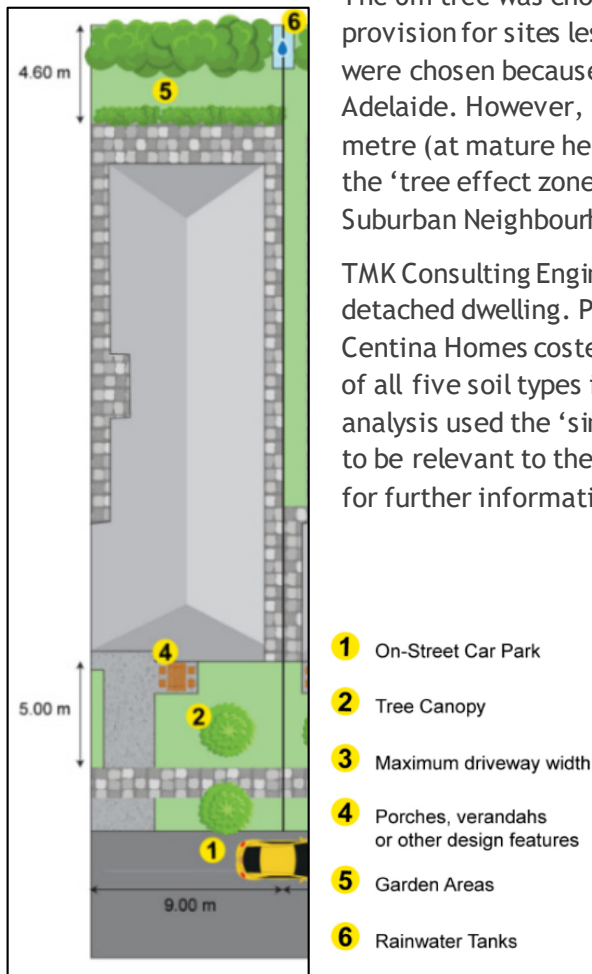 The 6m tree was cho
provision for sites les
were chosen because
Adelaide. However,
metre (at mature he
the ‘tree effect zone
Suburban Neighbourh
TMK Consulting Engin
detached dwelling. P
Centina Homes coste
of all five soil types i
analysis used the ‘sin
to be relevant to the
for further informati
6
4.60 m
5
4
5.00 m
2
1
9.00 m
1 On-Street Car Park
2 Tree Canopy
3 Maximum driveway width
4 Porches, verandahs
or other design features
5 Garden Areas
6 Rainwater Tanks